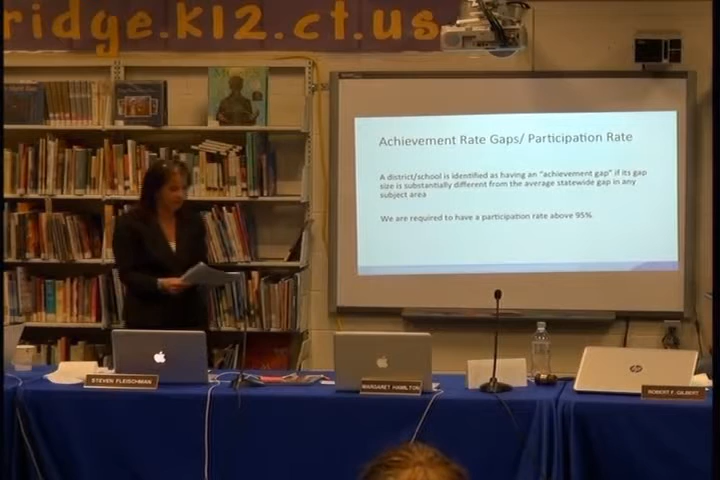 ridge.k12.ct.us
Achievement Rate Gaps/ Participation Rate
A district/school is identified as having an "achievement gap" if its gap
size is substantially different from the average statewide gap in any
subject area
We are required to have a participation rate above 95%.
STEVEN FLEISCHMAN
MARGARET HAMILTON
hp
ROBERT F. GILBERT